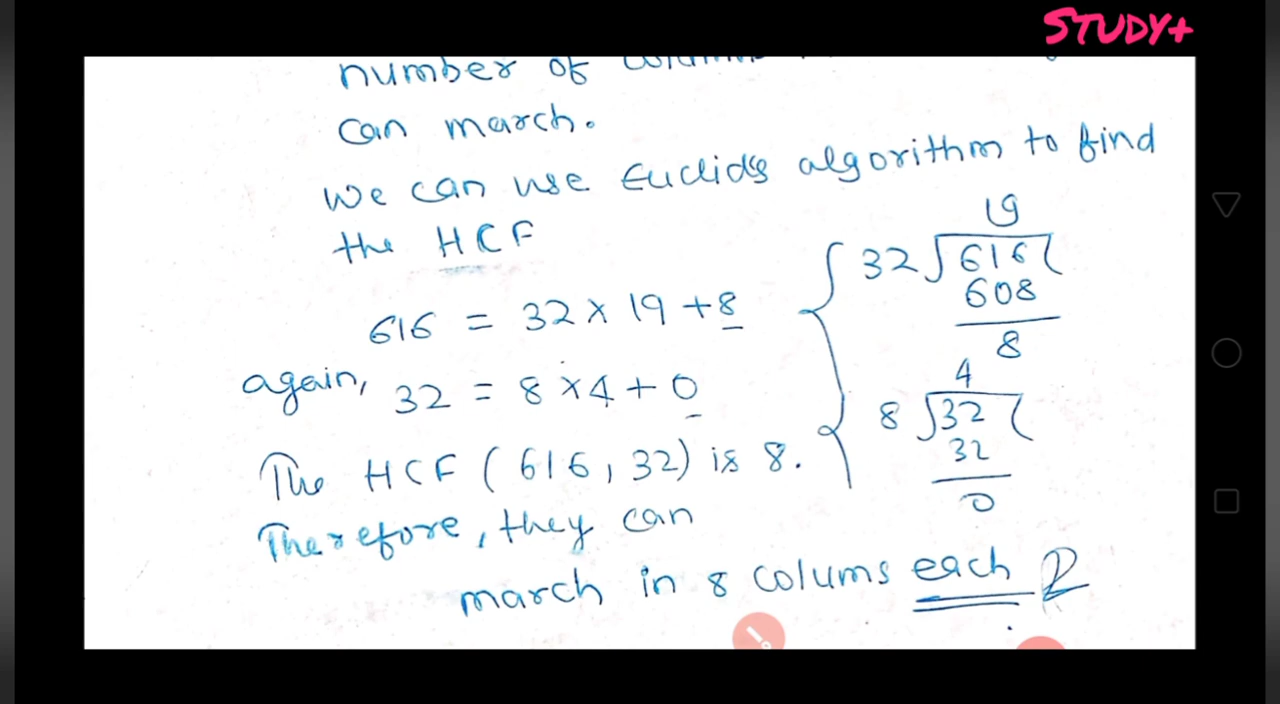 STUDY+
number of
can march.
We can use Euclid's algorithm to find
the HCF
616 = 32 × 19 + 8
again, 32 = 8 × 4 + 0
The HCF (616, 32) is 8.
Therefore, they can
march in 8 colums each
19
32 ) 616 (
608
8
4
8 ) 32 (
32
0